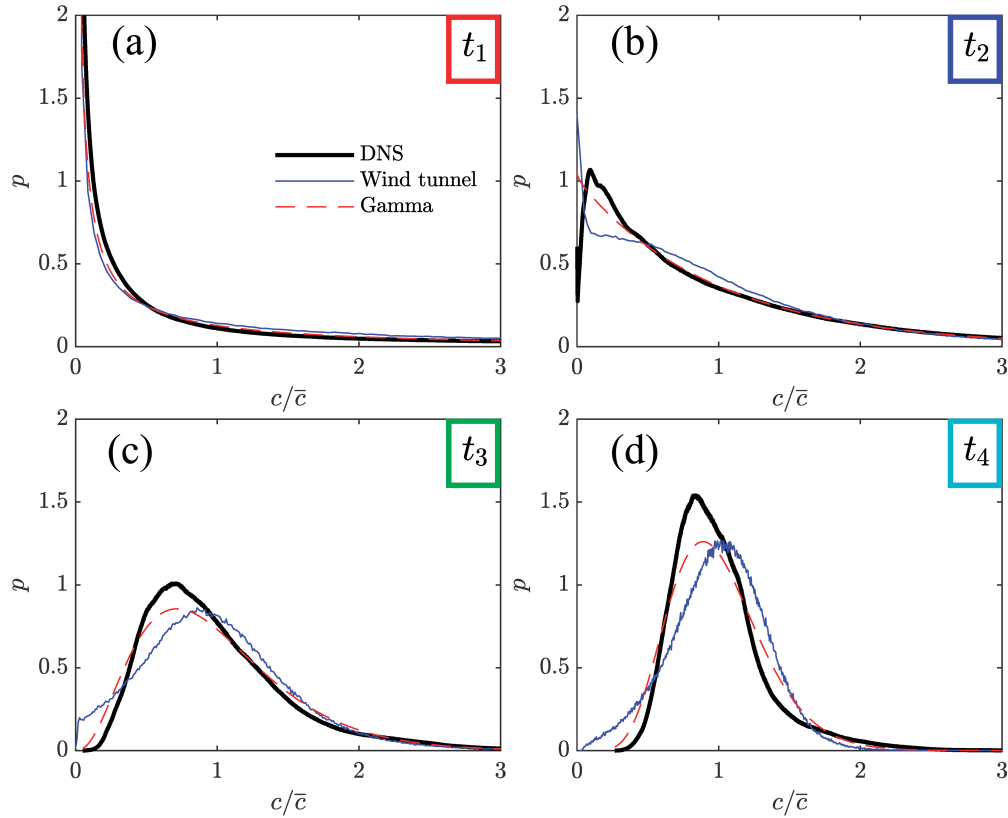 (a)
t₁
2
1.5
1
0.5
0
p
DNS
Wind tunnel
Gamma
0 1 2 3
c/c̅
(b)
t₂
2
1.5
1
0.5
0
p
0 1 2 3
c/c̅
(c)
t₃
2
1.5
1
0.5
0
p
0 1 2 3
c/c̅
(d)
t₄
2
1.5
1
0.5
0
p
0 1 2 3
c/c̅